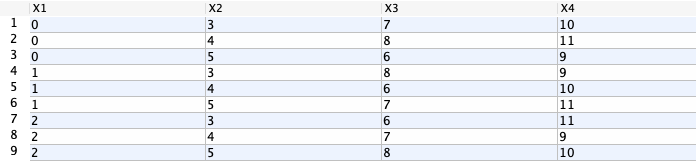 X1 X2 X3 X4
1 0 3 7 10
2 0 4 8 11
3 0 5 6 9
4 1 3 8 9
5 1 4 6 10
6 1 5 7 11
7 2 3 6 11
8 2 4 7 9
9 2 5 8 10